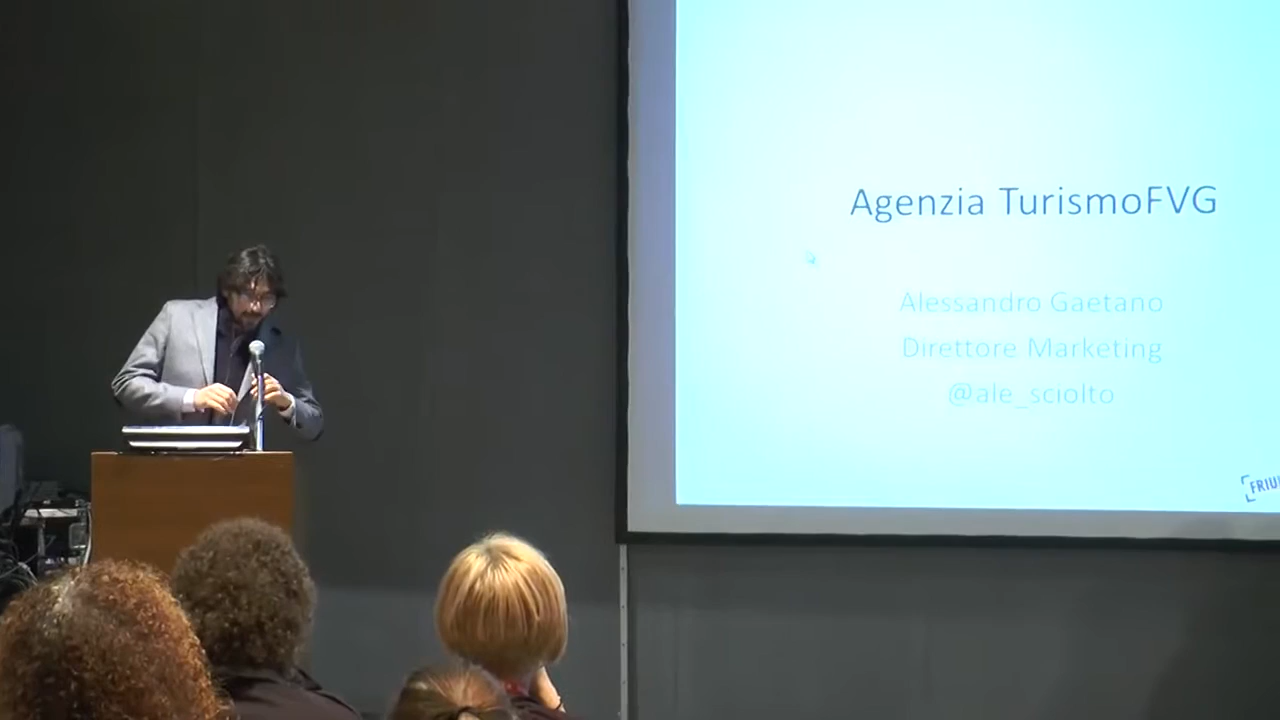 Agenzia TurismoFVG
Alessandro Gaetano
Direttore Marketing
@ale_sciolto